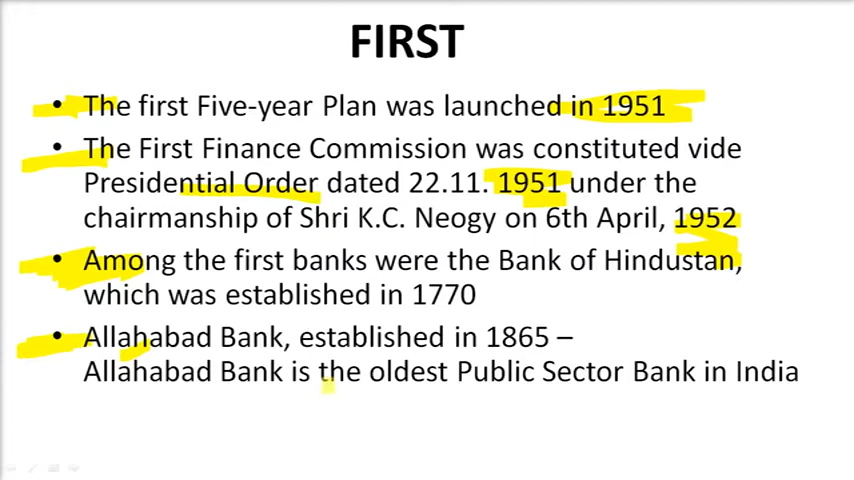 FIRST
• The first Five-year Plan was launched in 1951
• The First Finance Commission was constituted vide
Presidential Order dated 22.11. 1951 under the
chairmanship of Shri K.C. Neogy on 6th April, 1952
• Among the first banks were the Bank of Hindustan,
which was established in 1770
• Allahabad Bank, established in 1865 –
Allahabad Bank is the oldest Public Sector Bank in India